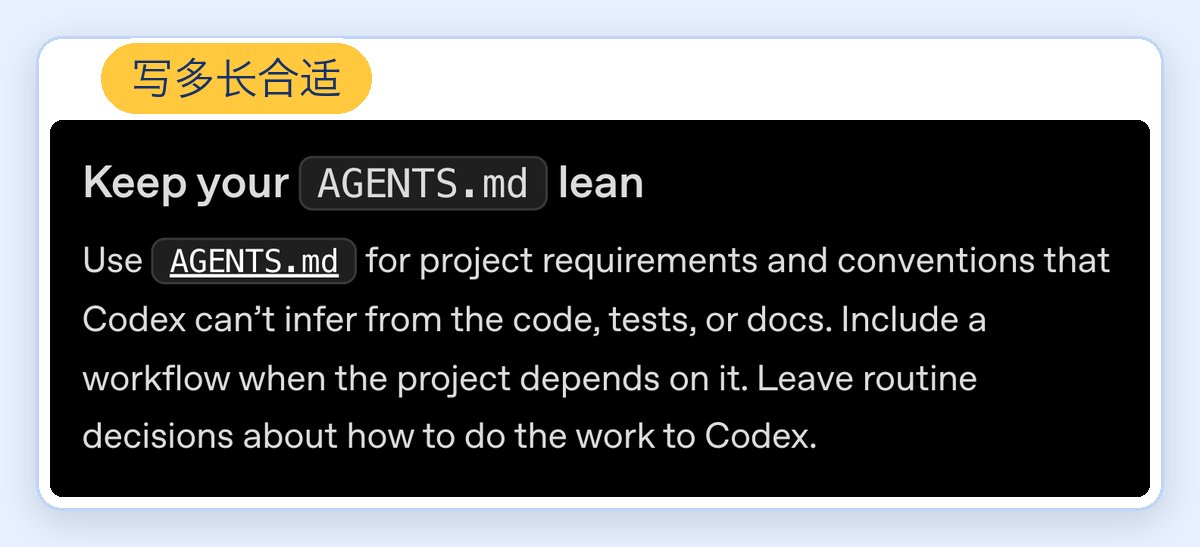 写多长合适
Keep your AGENTS.md lean
Use AGENTS.md for project requirements and conventions that
Codex can’t infer from the code, tests, or docs. Include a
workflow when the project depends on it. Leave routine
decisions about how to do the work to Codex.